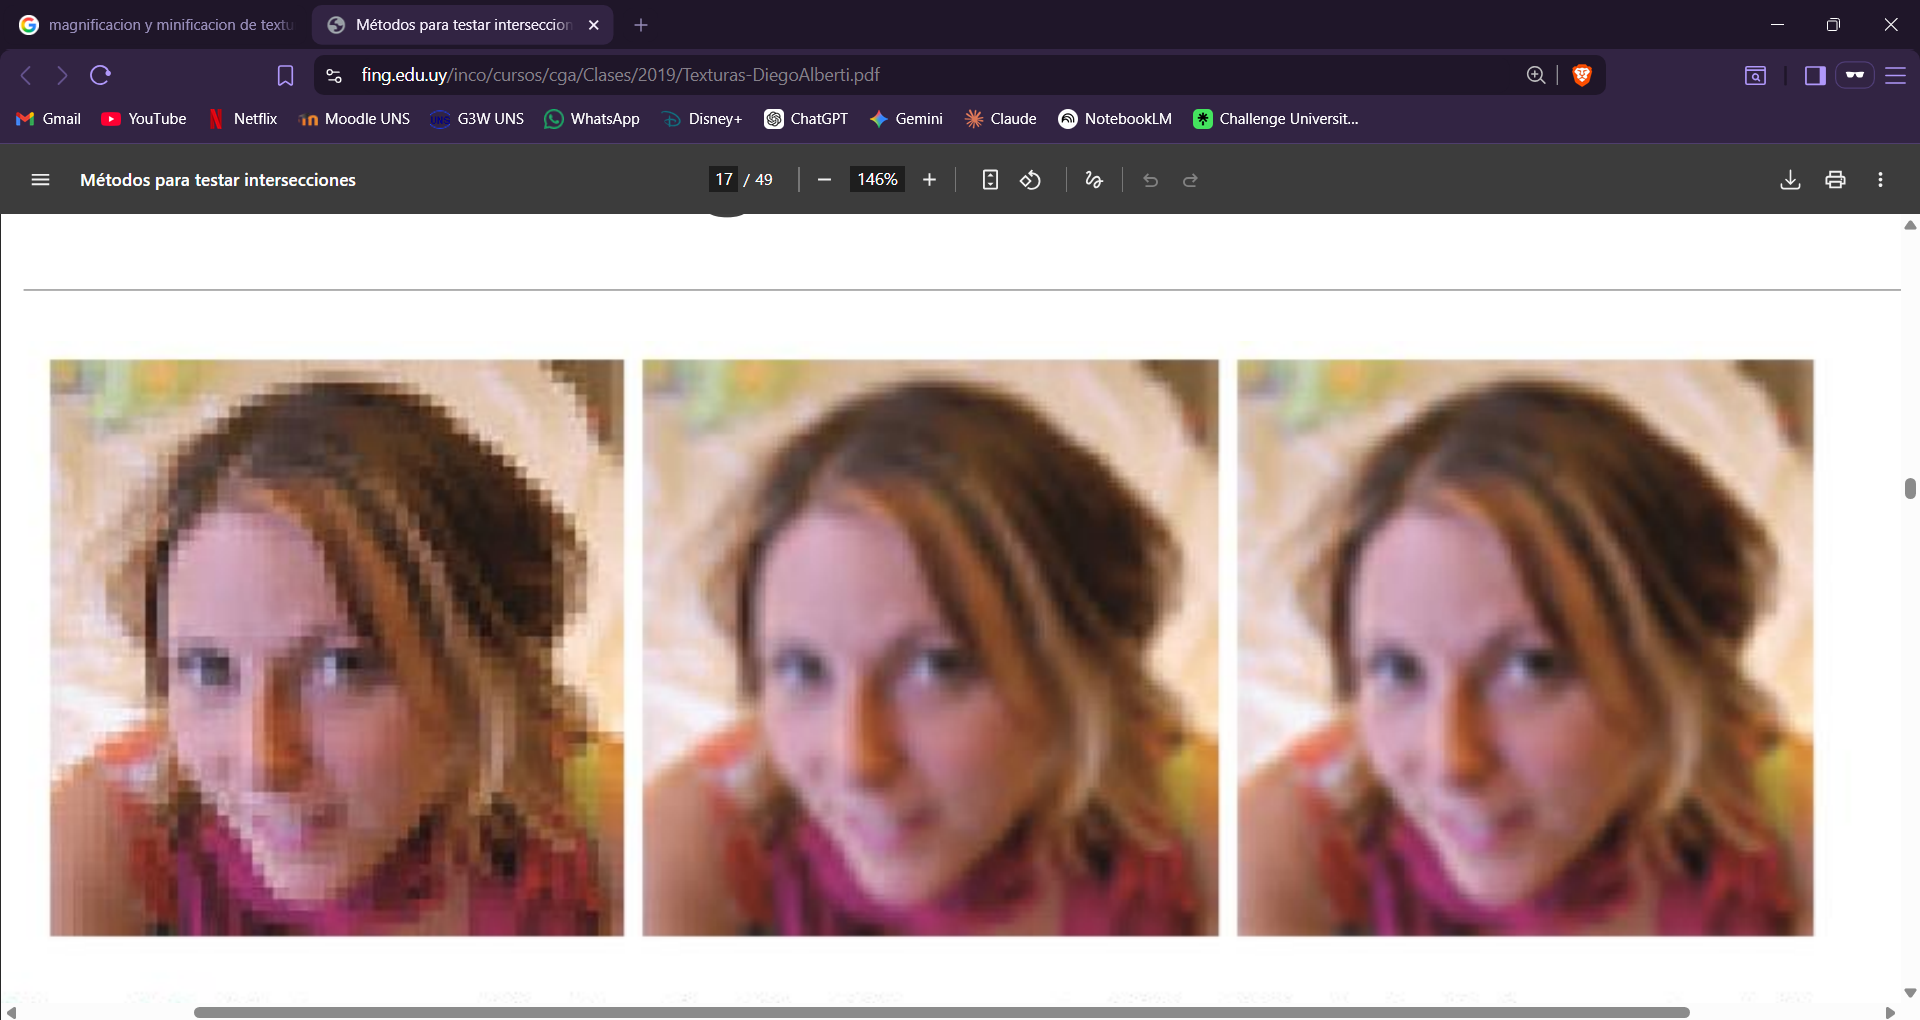 magnificacion y minificacion de textu
Métodos para testar interseccion
fing.edu.uy/inco/cursos/cga/Clases/2019/Texturas-DiegoAlberti.pdf
Gmail YouTube Netflix Moodle UNS UNS G3W UNS WhatsApp Disney+ ChatGPT Gemini Claude NotebookLM Challenge Universit...
Métodos para testar intersecciones 17 / 49 146%